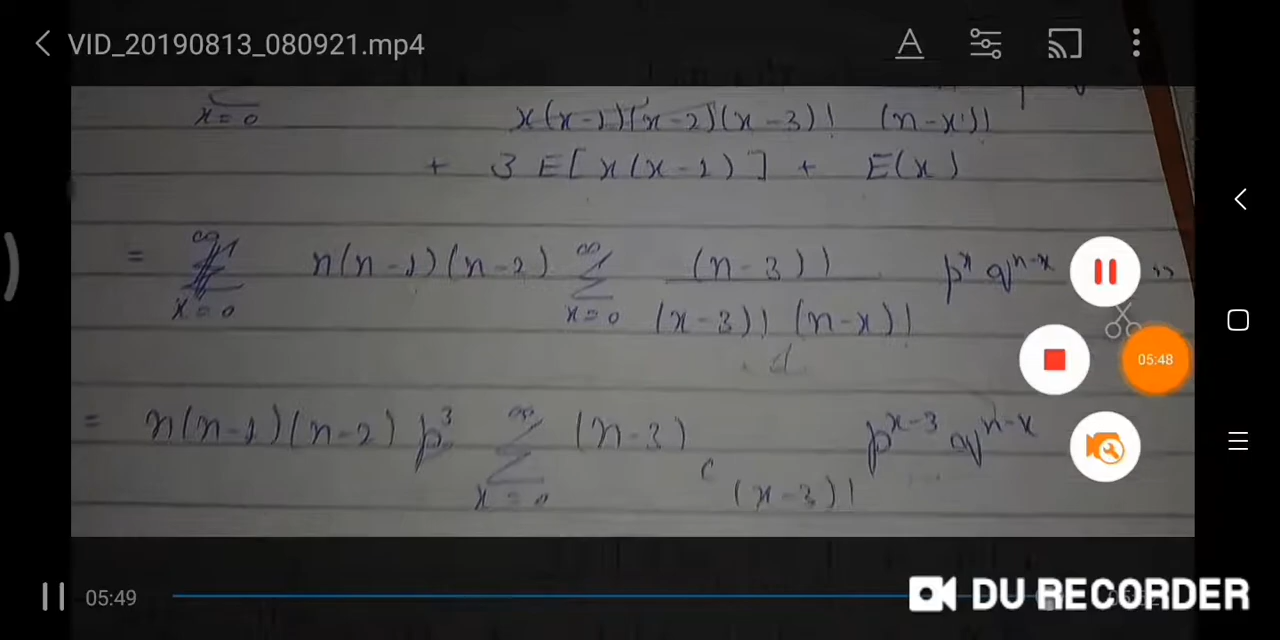 VID_20190813_080921.mp4
x=0 x(x-1)(x-2)(x-3)! (n-x)!
+ 3 E[x(x-1)] + E(x)
= x=0 n(n-1)(n-2) ∞ Σ x=0 (n-3)! / (x-3)! (n-x)! p^x q^{n-x}
05:48
= n(n-1)(n-2) p^3 ∞ Σ x=0 (n-3) C (x-3)! p^{x-3} q^{n-x}
05:49
DU RECORDER